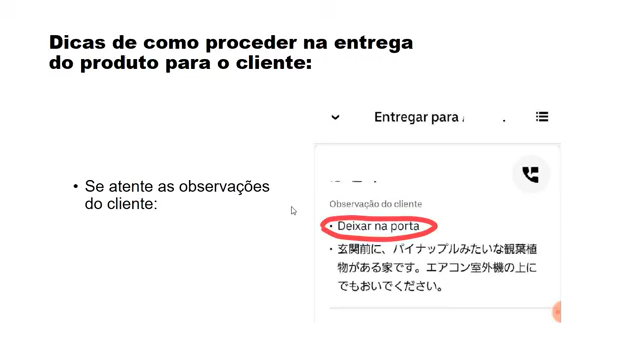 Dicas de como proceder na entrega
do produto para o cliente:
Entregar para
• Se atente as observações
do cliente:
Observação do cliente
• Deixar na porta
• 玄関前に、パイナップルみたいな観葉植
物がある家です。エアコン室外機の上に
でもおいでください。